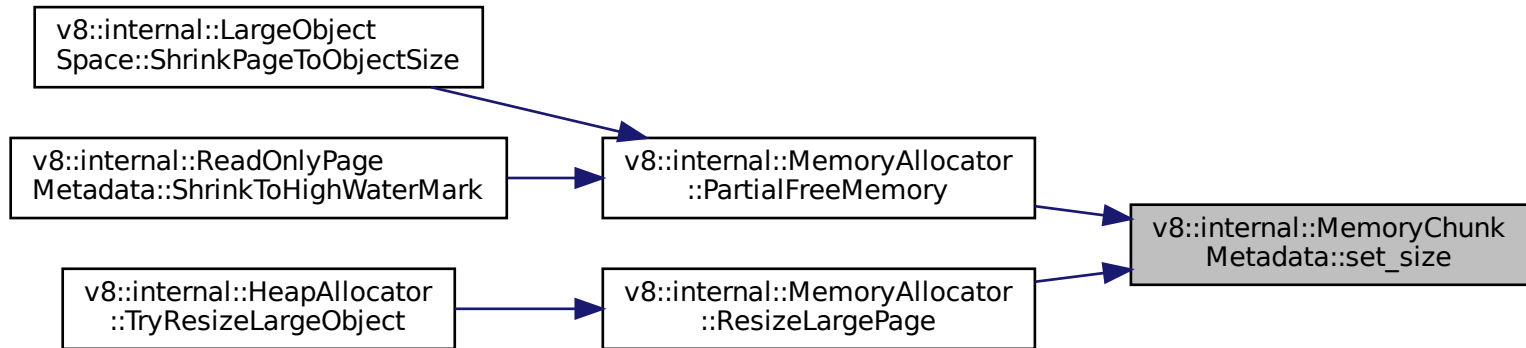 v8::internal::LargeObject
Space::ShrinkPageToObjectSize
v8::internal::ReadOnlyPage
Metadata::ShrinkToHighWaterMark
v8::internal::MemoryAllocator
::PartialFreeMemory
v8::internal::MemoryChunk
Metadata::set_size
v8::internal::HeapAllocator
::TryResizeLargeObject
v8::internal::MemoryAllocator
::ResizeLargePage